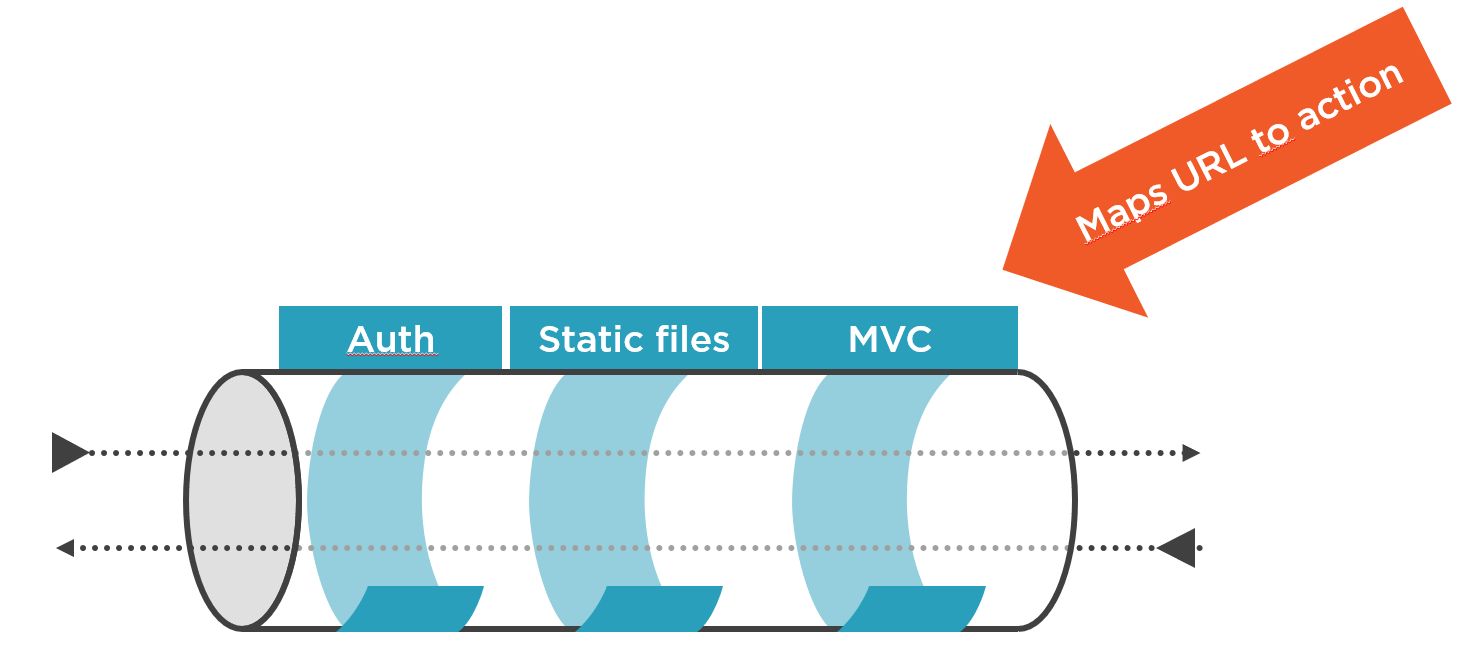 Maps URL to action
Auth
Static files
MVC